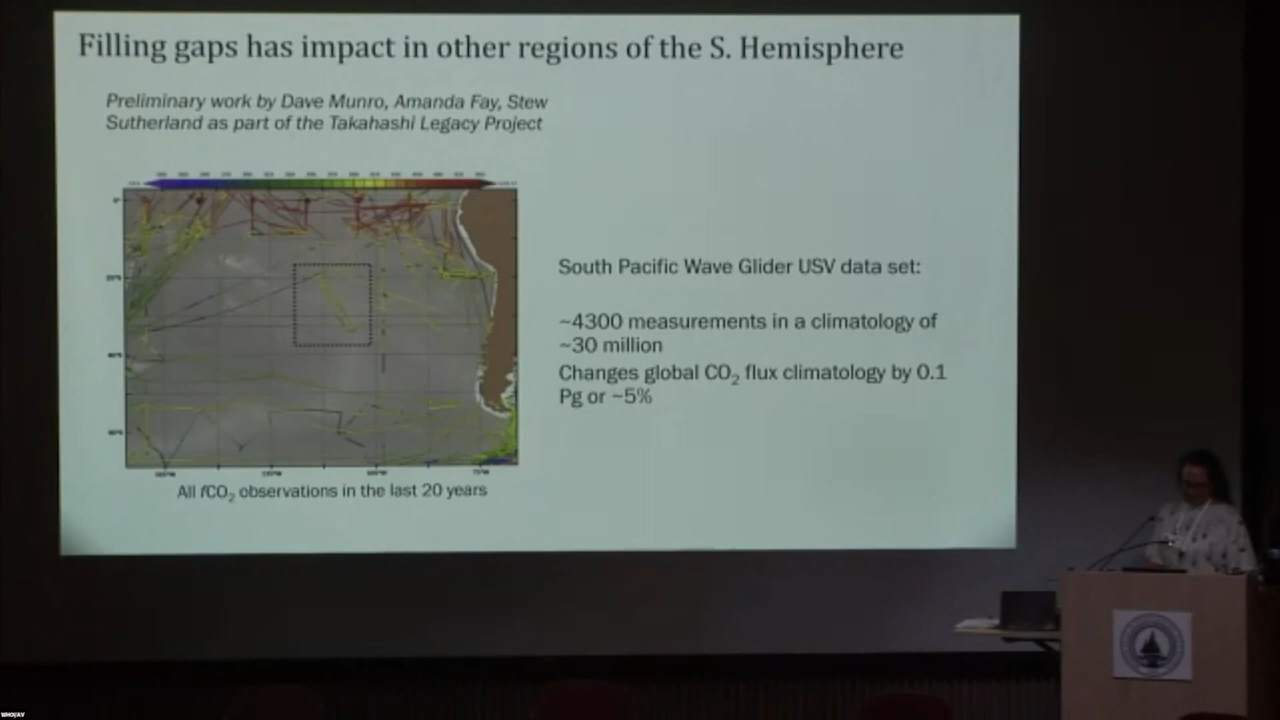 Filling gaps has impact in other regions of the S. Hemisphere
Preliminary work by Dave Munro, Amanda Fay, Stew
Sutherland as part of the Takahashi Legacy Project
South Pacific Wave Glider USV data set:
~4300 measurements in a climatology of
~30 million
Changes global CO₂ flux climatology by 0.1
Pg or ~5%
All fCO₂ observations in the last 20 years
WHOI/AV